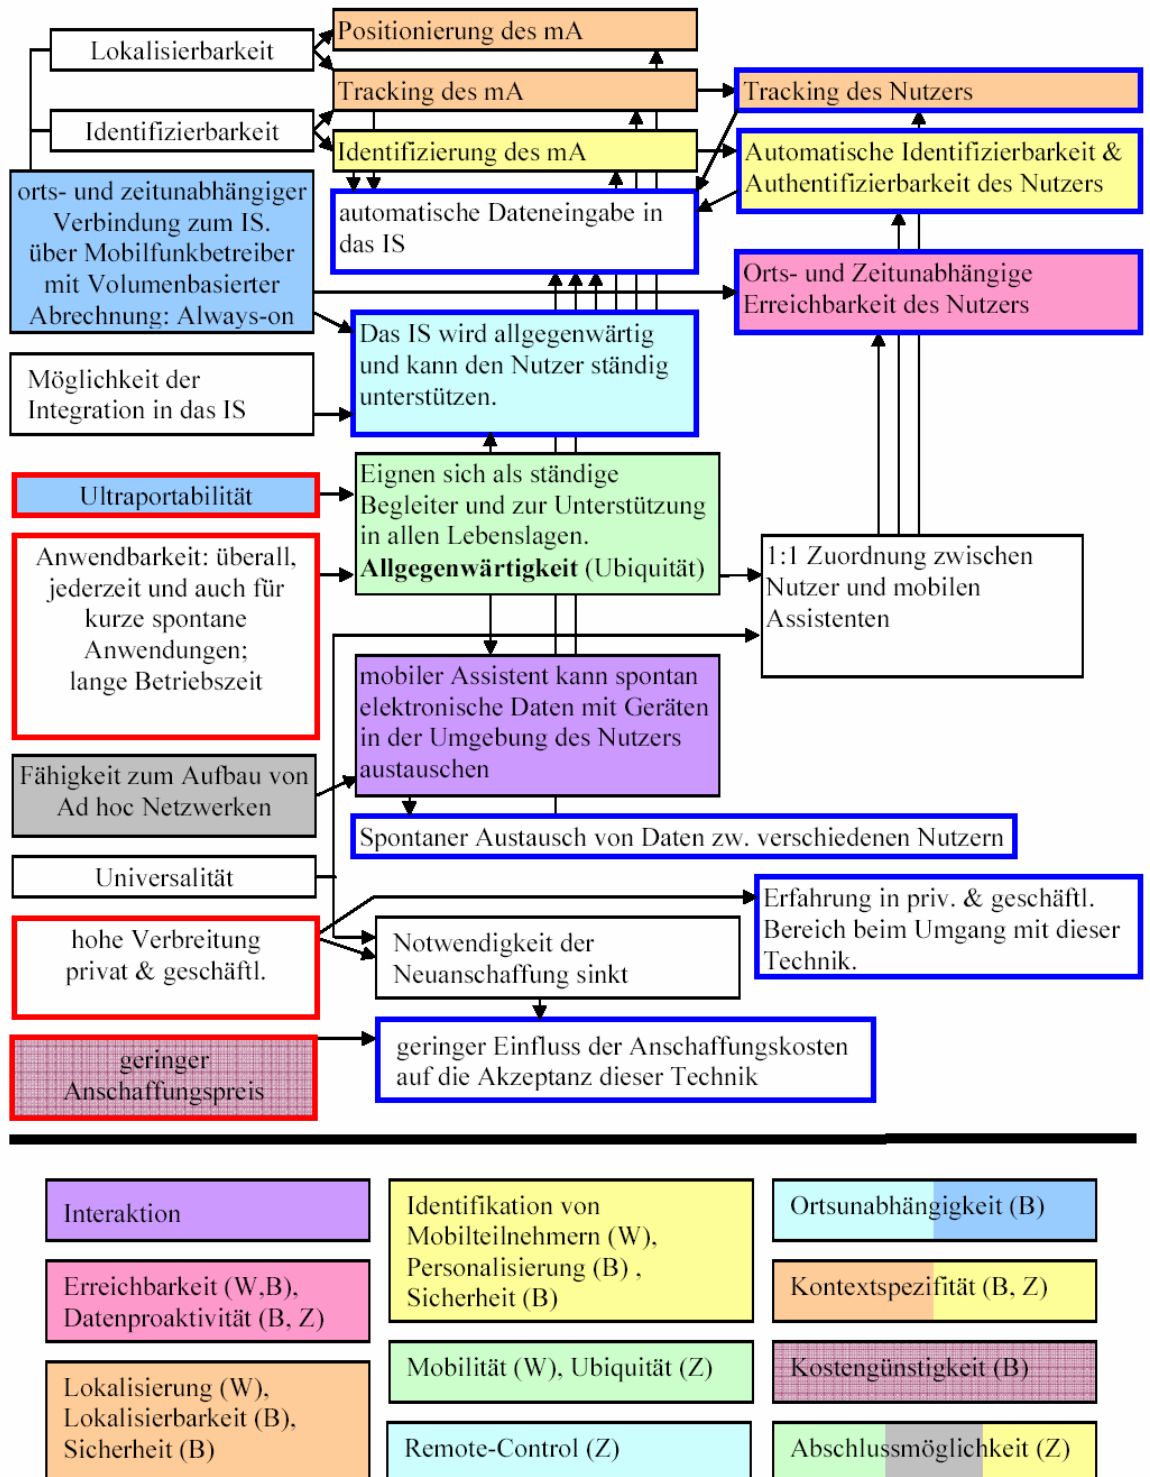 Positionierung des mA
Lokalisierbarkeit
Tracking des mA
Tracking des Nutzers
Identifizierbarkeit
Identifizierung des mA
Automatische Identifizierbarkeit &
Authentifizierbarkeit des Nutzers
orts- und zeitunabhängiger
Verbindung zum IS.
über Mobilfunkbetreiber
mit Volumenbasierter
Abrechnung: Always-on
automatische Dateneingabe in
das IS
Orts- und Zeitunabhängige
Erreichbarkeit des Nutzers
Das IS wird allgegenwärtig
und kann den Nutzer ständig
unterstützen.
Möglichkeit der
Integration in das IS
Ultraportabilität
Eignen sich als ständige
Begleiter und zur Unterstützung
in allen Lebenslagen.
Allgegenwärtigkeit (Ubiquität)
Anwendbarkeit: überall,
jederzeit und auch für
kurze spontane
Anwendungen;
lange Betriebszeit
1:1 Zuordnung zwischen
Nutzer und mobilen
Assistenten
mobiler Assistent kann spontan
elektronische Daten mit Geräten
in der Umgebung des Nutzers
austauschen
Fähigkeit zum Aufbau von
Ad hoc Netzwerken
Spontaner Austausch von Daten zw. verschiedenen Nutzern
Universalität
Erfahrung in priv. & geschäftl.
Bereich beim Umgang mit dieser
Technik.
hohe Verbreitung
privat & geschäftl.
Notwendigkeit der
Neuanschaffung sinkt
geringer
Anschaffungspreis
geringer Einfluss der Anschaffungskosten
auf die Akzeptanz dieser Technik
Interaktion
Identifikation von
Mobilteilnehmern (W),
Personalisierung (B) ,
Sicherheit (B)
Ortsunabhängigkeit (B)
Erreichbarkeit (W,B),
Datenproaktivität (B, Z)
Kontextspezifität (B, Z)
Mobilität (W), Ubiquität (Z)
Kostengünstigkeit (B)
Lokalisierung (W),
Lokalisierbarkeit (B),
Sicherheit (B)
Remote-Control (Z)
Abschlussmöglichkeit (Z)